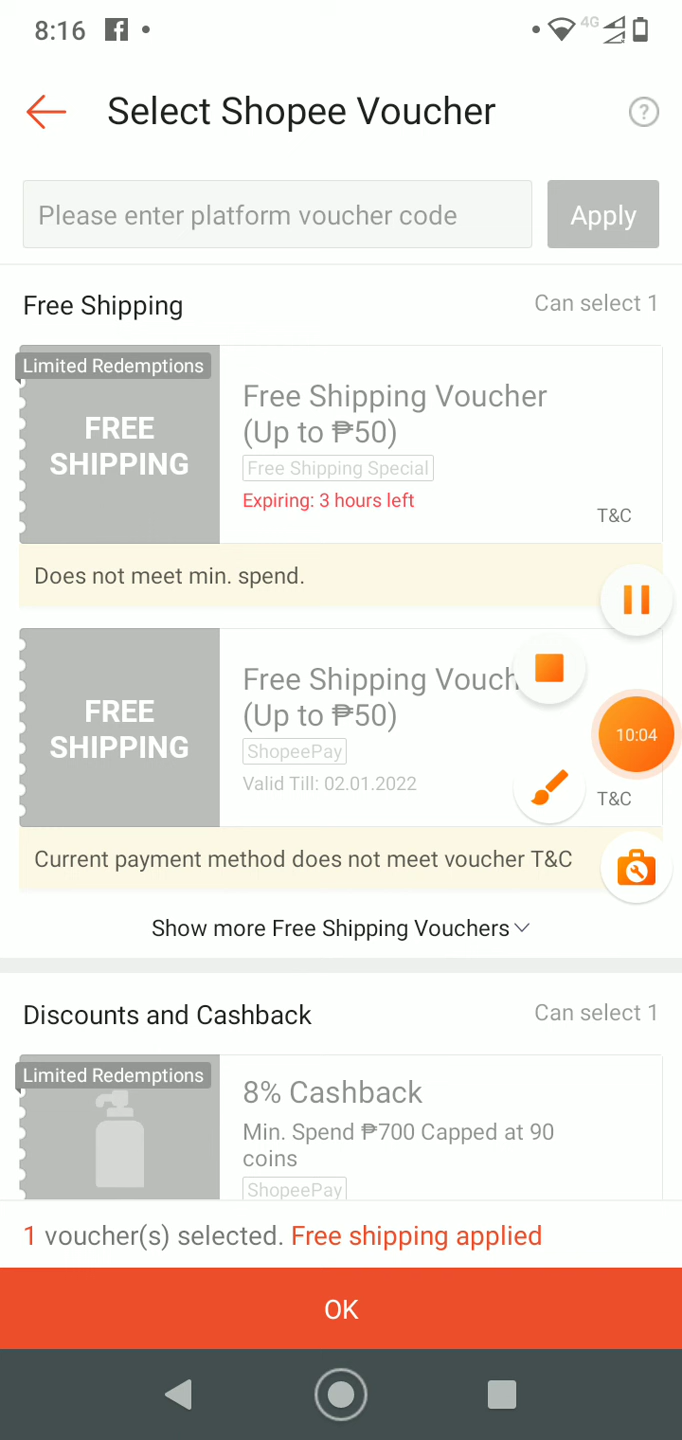 8:16
4G
Select Shopee Voucher
?
Please enter platform voucher code
Apply
Free Shipping
Can select 1
Limited Redemptions
FREE
SHIPPING
Free Shipping Voucher
(Up to ₱50)
Free Shipping Special
Expiring: 3 hours left
T&C
Does not meet min. spend.
FREE
SHIPPING
Free Shipping Vouch
(Up to ₱50)
ShopeePay
10:04
Valid Till: 02.01.2022
T&C
Current payment method does not meet voucher T&C
Show more Free Shipping Vouchers
Discounts and Cashback
Can select 1
Limited Redemptions
8% Cashback
Min. Spend ₱700 Capped at 90
coins
ShopeePay
1 voucher(s) selected. Free shipping applied
OK